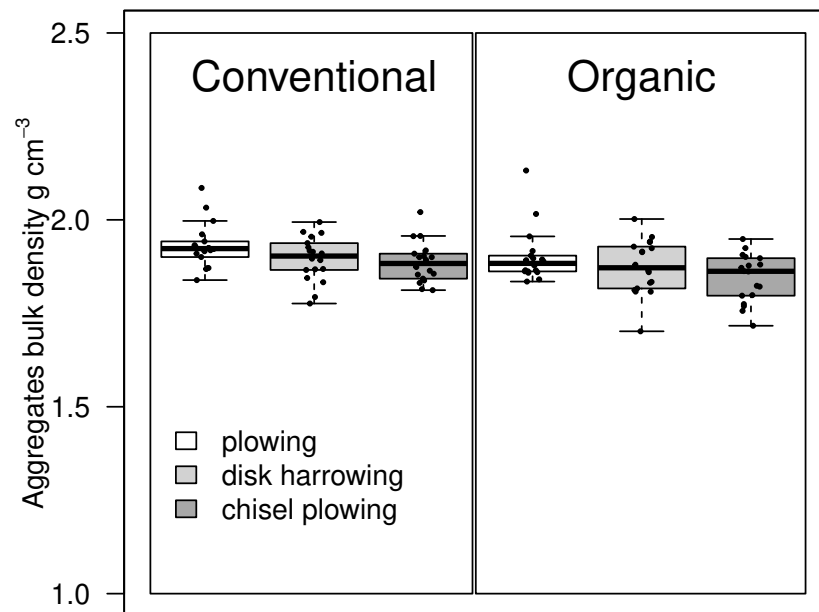 Aggregates bulk density g cm⁻³
2.5
2.0
1.5
1.0
Conventional
Organic
plowing
disk harrowing
chisel plowing